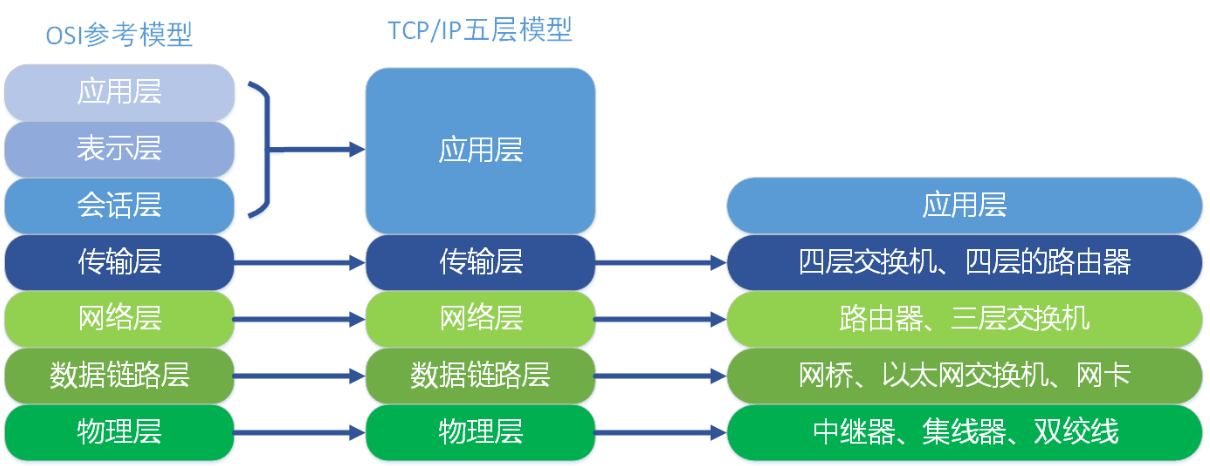 OSI参考模型
TCP/IP五层模型
应用层
表示层
会话层
传输层
网络层
数据链路层
物理层
应用层
传输层
网络层
数据链路层
物理层
应用层
四层交换机、四层的路由器
路由器、三层交换机
网桥、以太网交换机、网卡
中继器、集线器、双绞线